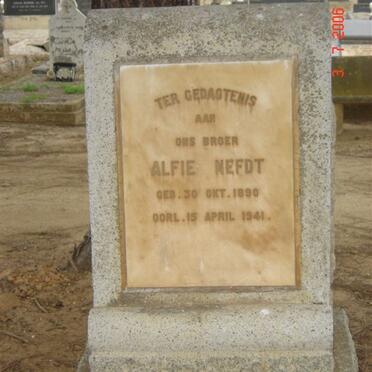 TER GEDAGTENIS
AAN
ONS BROER
ALFIE NEFDT
GEB. 30 OKT. 1890
OORL. 15 APRIL 1941.
3. 7.2006